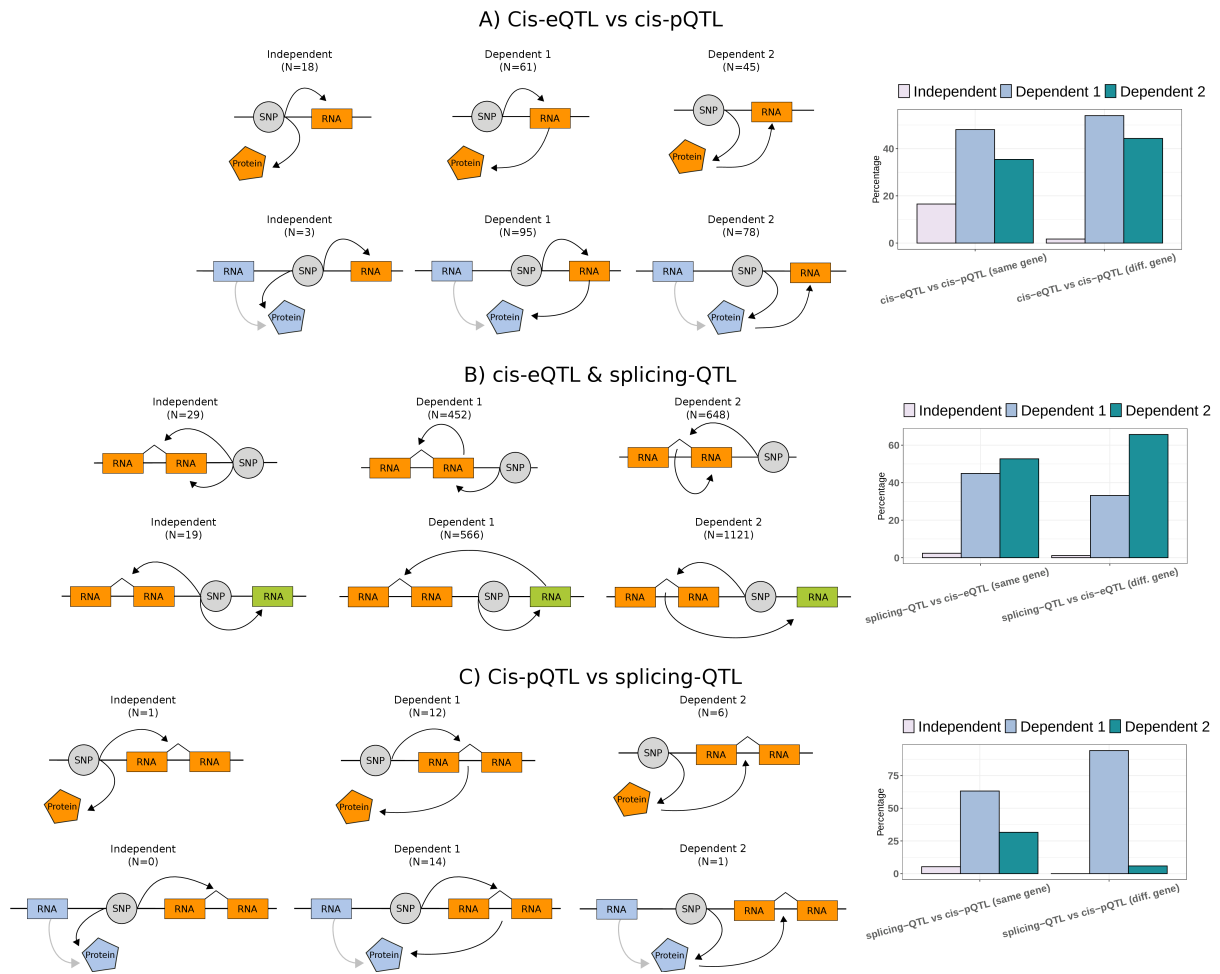 A) Cis-eQTL vs cis-pQTL
Independent
(N=18)
SNP
RNA
Protein
Dependent 1
(N=61)
SNP
RNA
Protein
Dependent 2
(N=45)
SNP
RNA
Protein
Independent
(N=3)
RNA
SNP
RNA
Protein
Dependent 1
(N=95)
RNA
SNP
RNA
Protein
Dependent 2
(N=78)
RNA
SNP
RNA
Protein
Independent Dependent 1 Dependent 2
Percentage
40
20
0
cis−eQTL vs cis−pQTL (same gene)
cis−eQTL vs cis−pQTL (diff. gene)
B) cis-eQTL & splicing-QTL
Independent
(N=29)
RNA
RNA
SNP
Dependent 1
(N=452)
RNA
RNA
SNP
Dependent 2
(N=648)
RNA
RNA
SNP
Independent
(N=19)
RNA
RNA
SNP
RNA
Dependent 1
(N=566)
RNA
RNA
SNP
RNA
Dependent 2
(N=1121)
RNA
RNA
SNP
RNA
Independent Dependent 1 Dependent 2
Percentage
60
40
20
0
splicing−QTL vs cis−eQTL (same gene)
splicing−QTL vs cis−eQTL (diff. gene)
C) Cis-pQTL vs splicing-QTL
Independent
(N=1)
SNP
RNA
RNA
Protein
Dependent 1
(N=12)
SNP
RNA
RNA
Protein
Dependent 2
(N=6)
SNP
RNA
RNA
Protein
Independent
(N=0)
RNA
SNP
RNA
RNA
Protein
Dependent 1
(N=14)
RNA
SNP
RNA
RNA
Protein
Dependent 2
(N=1)
RNA
SNP
RNA
RNA
Protein
Independent Dependent 1 Dependent 2
Percentage
75
50
25
0
splicing−QTL vs cis−pQTL (same gene)
splicing−QTL vs cis−pQTL (diff. gene)